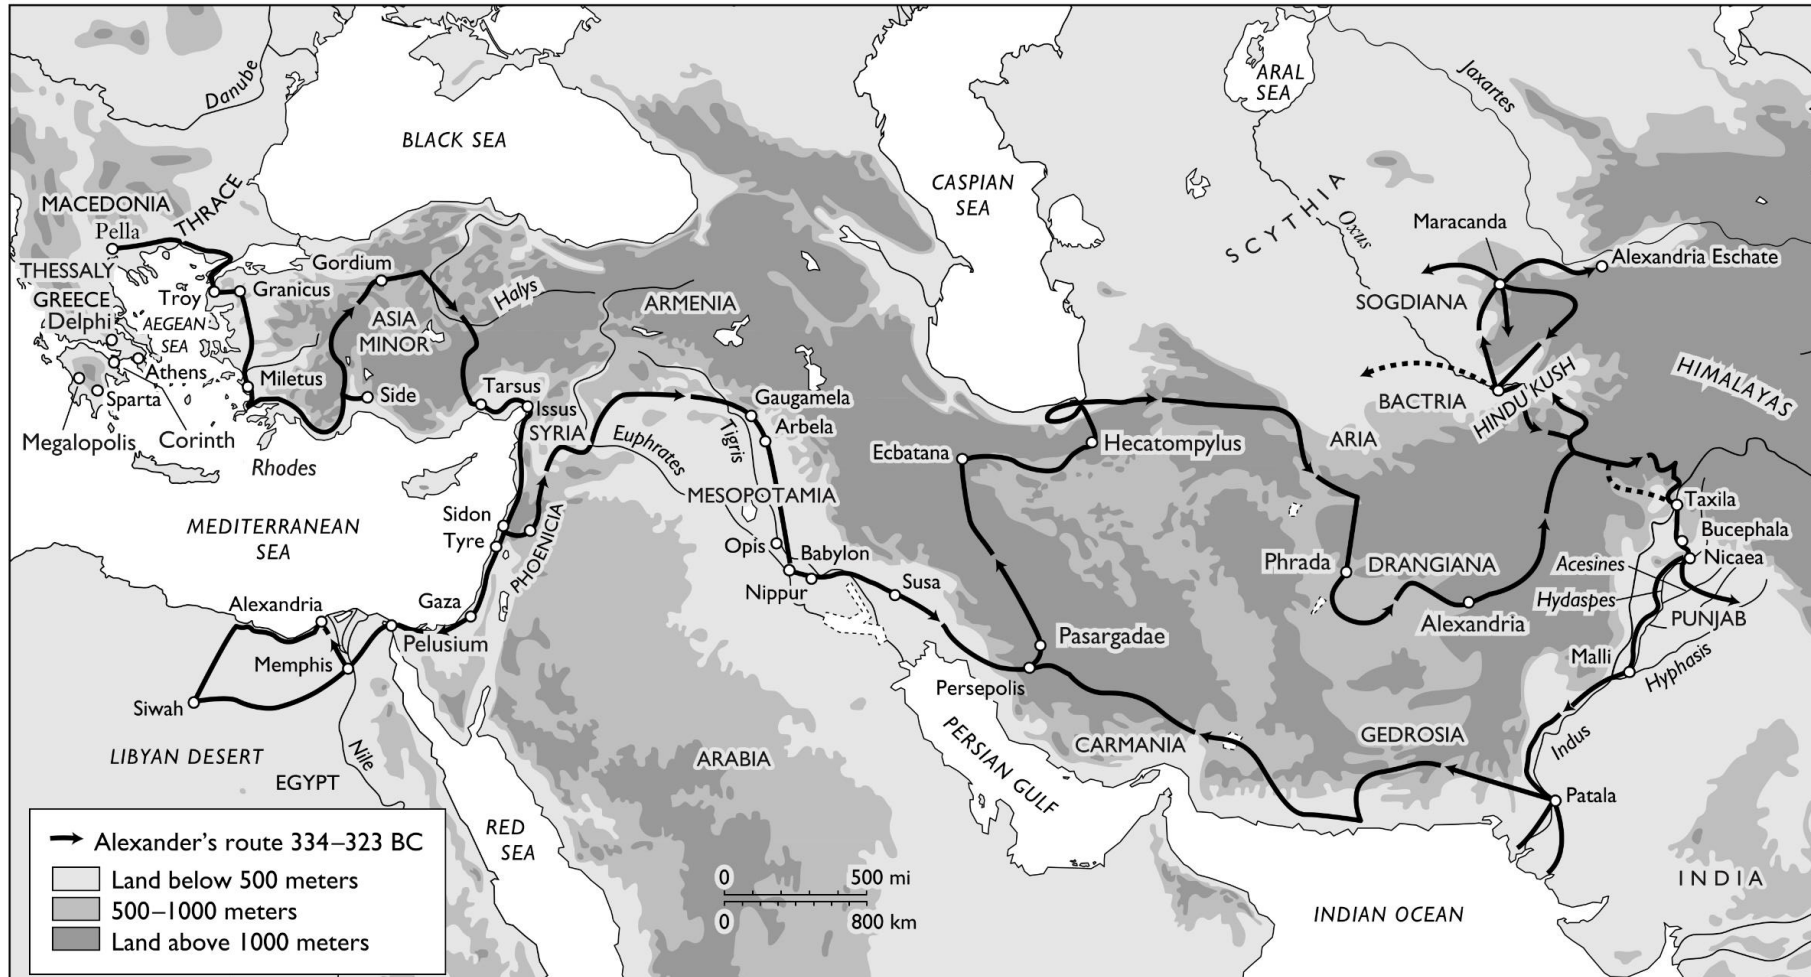 Danube
BLACK SEA
ARAL
SEA
Jaxartes
CASPIAN
SEA
SCYTHIA
Oxus
MACEDONIA
THRACE
Pella
Maracanda
Alexandria Eschate
THESSALY
Gordium
Troy
Granicus
Halys
ARMENIA
SOGDIANA
GREECE
Delphi
AEGEAN
SEA
ASIA
MINOR
Athens
Miletus
Side
Tarsus
Issus
Sparta
Megalopolis
Corinth
Rhodes
SYRIA
Euphrates
Tigris
Gaugamela
Arbela
Ecbatana
Hecatompylus
ARIA
BACTRIA
HINDU KUSH
HIMALAYAS
MESOPOTAMIA
MEDITERRANEAN
SEA
Sidon
Tyre
PHOENICIA
Opis
Babylon
Nippur
Susa
Phrada
DRANGIANA
Alexandria
Taxila
Bucephala
Nicaea
Acesines
Hydaspes
PUNJAB
Alexandria
Gaza
Pelusium
Memphis
Siwah
Pasargadae
Persepolis
Malli
Hyphasis
LIBYAN DESERT
EGYPT
Nile
ARABIA
PERSIAN GULF
CARMANIA
GEDROSIA
Indus
Patala
RED
SEA
INDIAN OCEAN
INDIA
Alexander's route 334–323 BC
Land below 500 meters
500–1000 meters
Land above 1000 meters
0 500 mi
0 800 km